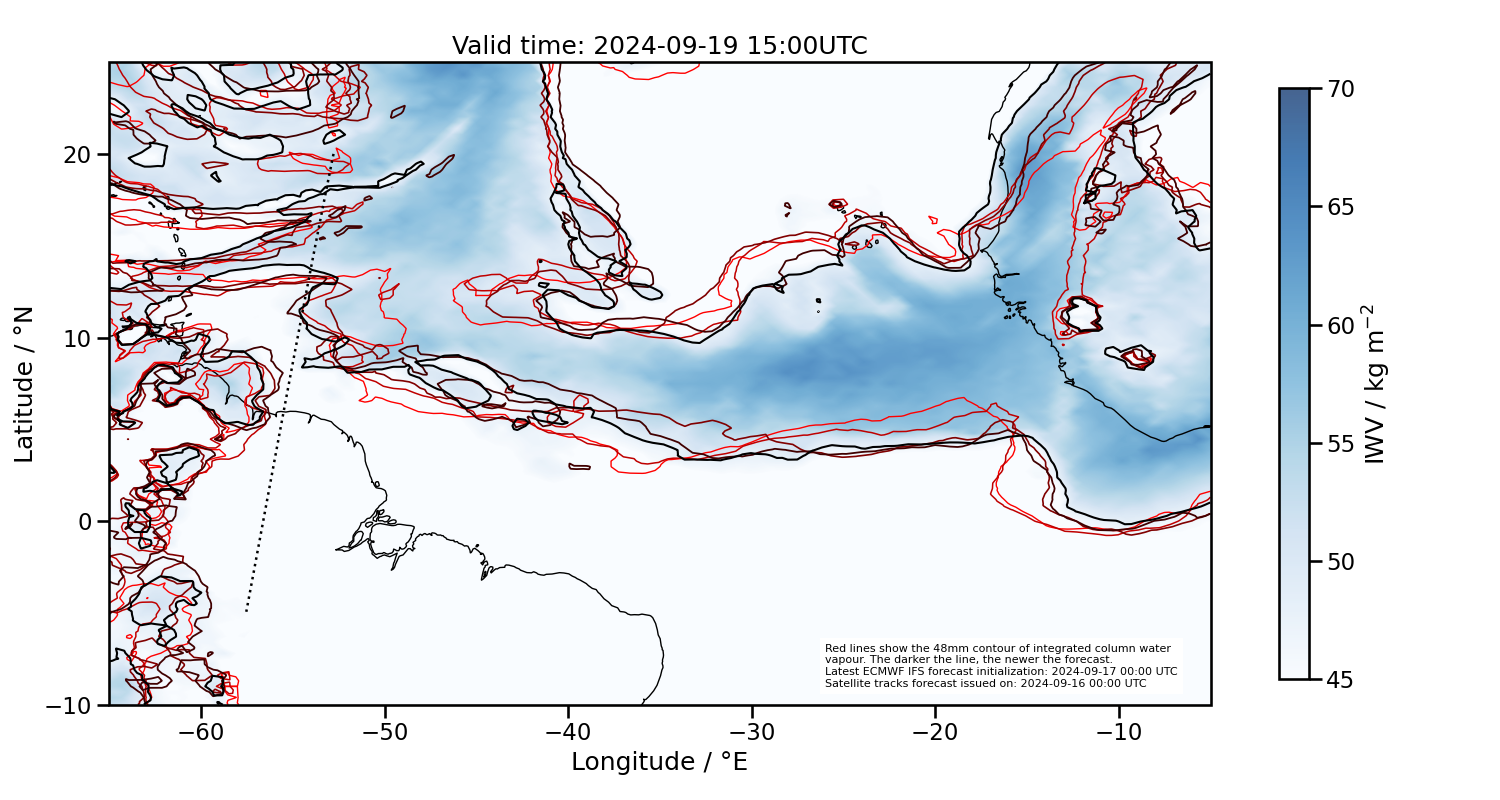 Valid time: 2024-09-19 15:00UTC
Latitude / °N
20
10
0
−10
−60
−50
−40
−30
−20
−10
Longitude / °E
Red lines show the 48mm contour of integrated column water
vapour. The darker the line, the newer the forecast.
Latest ECMWF IFS forecast initialization: 2024-09-17 00:00 UTC
Satellite tracks forecast issued on: 2024-09-16 00:00 UTC
70
65
60
55
50
45
IWV / kg m⁻²